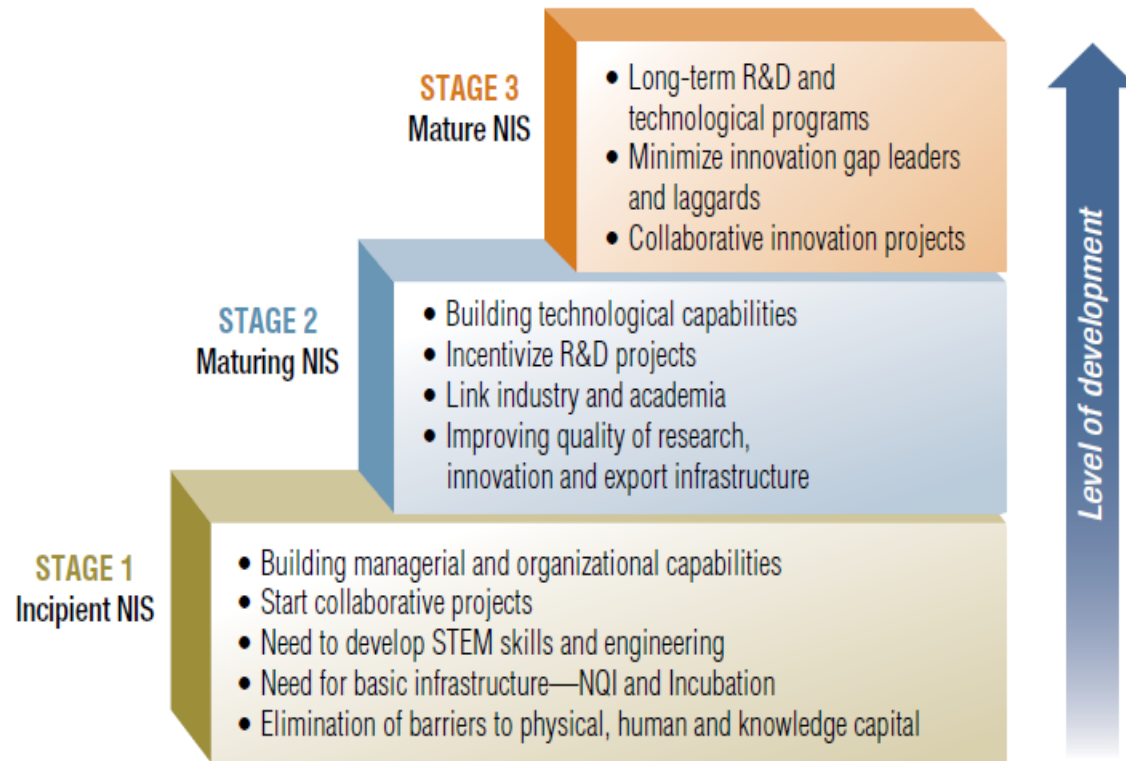 STAGE 3
Mature NIS
• Long-term R&D and
technological programs
• Minimize innovation gap leaders
and laggards
• Collaborative innovation projects
STAGE 2
Maturing NIS
• Building technological capabilities
• Incentivize R&D projects
• Link industry and academia
• Improving quality of research,
innovation and export infrastructure
STAGE 1
Incipient NIS
• Building managerial and organizational capabilities
• Start collaborative projects
• Need to develop STEM skills and engineering
• Need for basic infrastructure—NQI and Incubation
• Elimination of barriers to physical, human and knowledge capital
Level of development